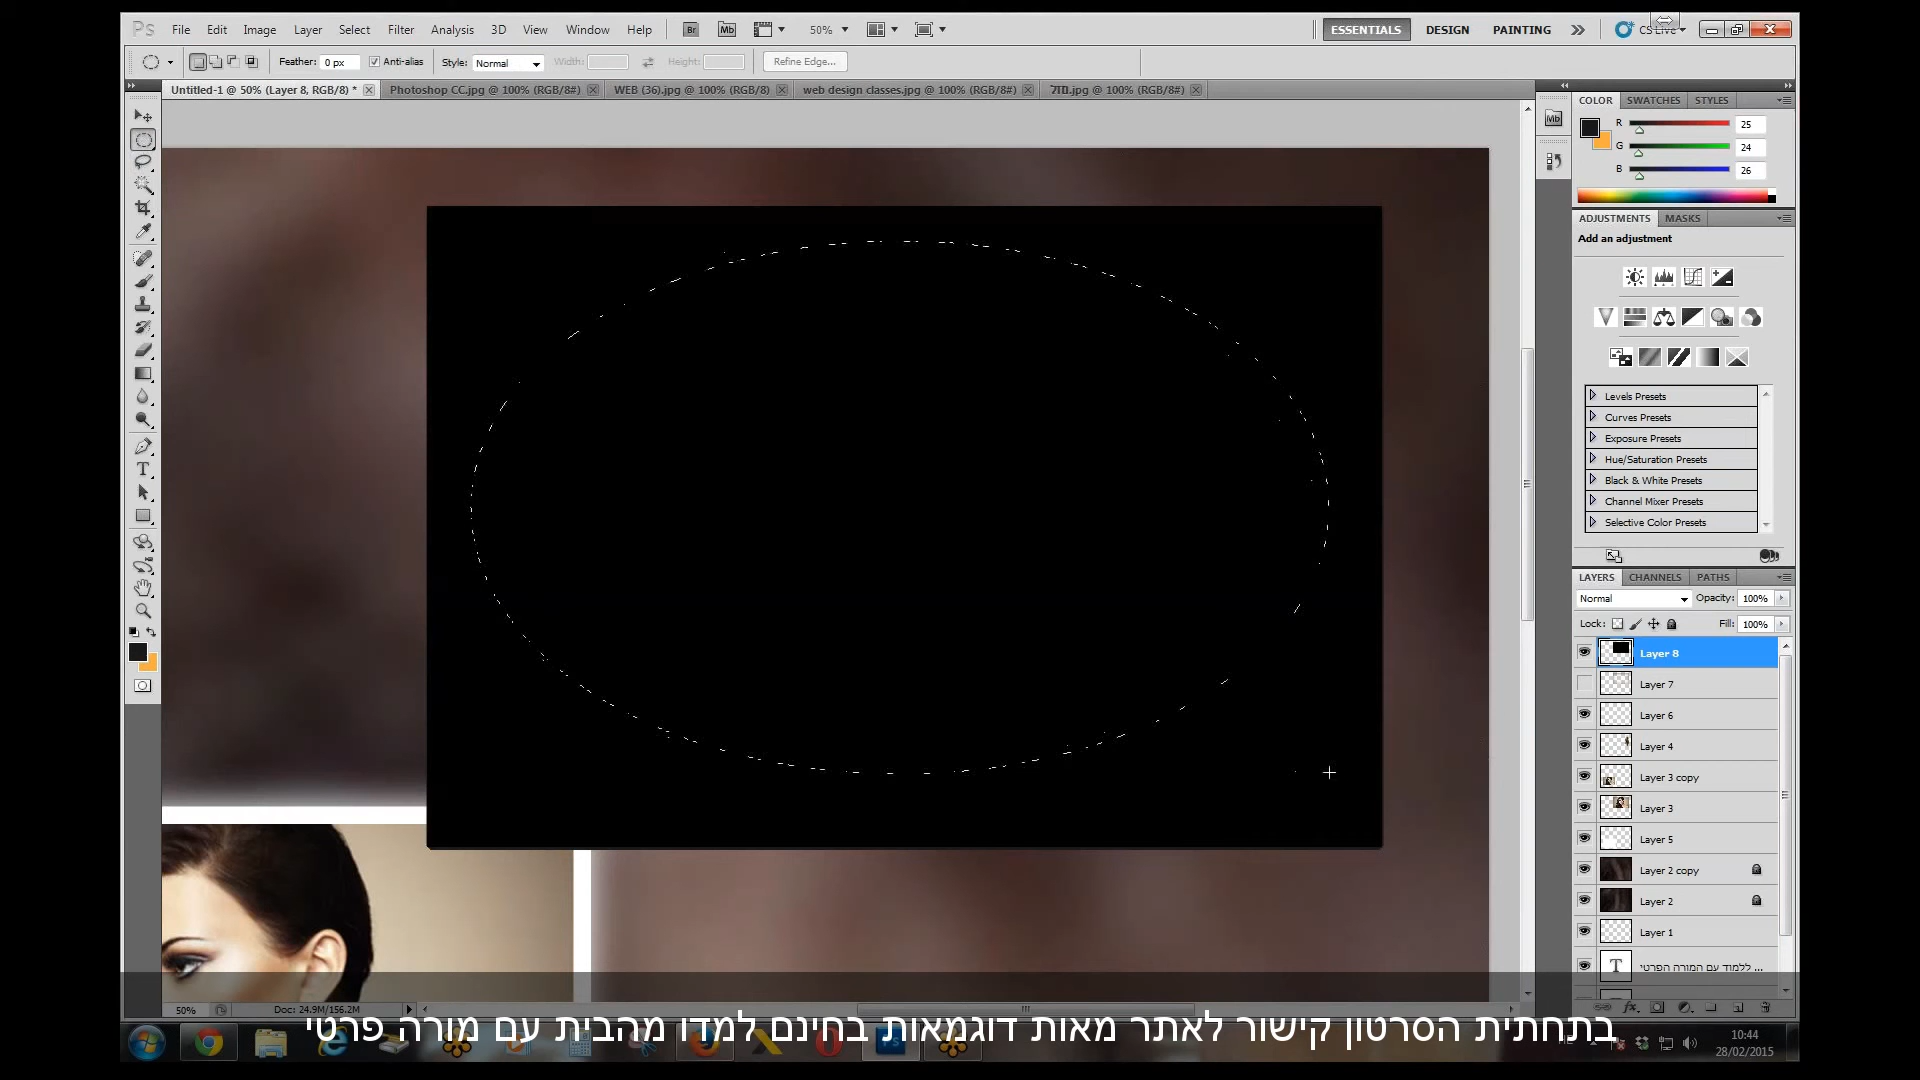 Ps File Edit Image Layer Select Filter Analysis 3D View Window Help Br Mb 50% ESSENTIALS DESIGN PAINTING CS Live
Feather: 0 px Anti-alias Style: Normal Width: Height: Refine Edge...
Untitled-1 @ 50% (Layer 8, RGB/8) * Photoshop CC.jpg @ 100% (RGB/8#) WEB (36).jpg @ 100% (RGB/8) web design classes.jpg @ 100% (RGB/8#) מזל.jpg @ 100% (RGB/8#)
COLOR SWATCHES STYLES
Mb
R 25
G 24
B 26
ADJUSTMENTS MASKS
Add an adjustment
Levels Presets
Curves Presets
Exposure Presets
Hue/Saturation Presets
Black & White Presets
Channel Mixer Presets
Selective Color Presets
LAYERS CHANNELS PATHS
Normal Opacity: 100%
Lock: Fill: 100%
Layer 8
Layer 7
Layer 6
Layer 4
Layer 3 copy
Layer 3
Layer 5
Layer 2 copy
Layer 2
Layer 1
T ללמוד עם המורה הפרטי ...
50% Doc: 24.9M/156.2M
בתחתית הסרטון קישור לאתר מאות דוגמאות בחינם למדו מהבית עם מורה פרטי
10:44
28/02/2015